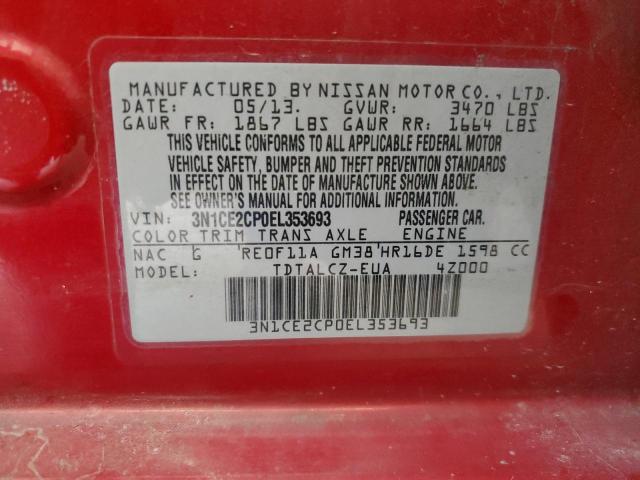 MANUFACTURED BY NISSAN MOTOR CO., LTD.
DATE: 05/13. GVWR: 3470 LBS
GAWR FR: 1867 LBS GAWR RR: 1664 LBS
THIS VEHICLE CONFORMS TO ALL APPLICABLE FEDERAL MOTOR
VEHICLE SAFETY, BUMPER AND THEFT PREVENTION STANDARDS
IN EFFECT ON THE DATE OF MANUFACTURE SHOWN ABOVE.
SEE OWNER'S MANUAL FOR ADDITIONAL INFORMATION.
VIN: 3N1CE2CP0EL353693 PASSENGER CAR.
COLOR TRIM TRANS AXLE ENGINE
NAC G 'RE0F11A GM38'HR16DE 1598 CC
MODEL: TDTALCZ-EUA 4Z000
3N1CE2CP0EL353693